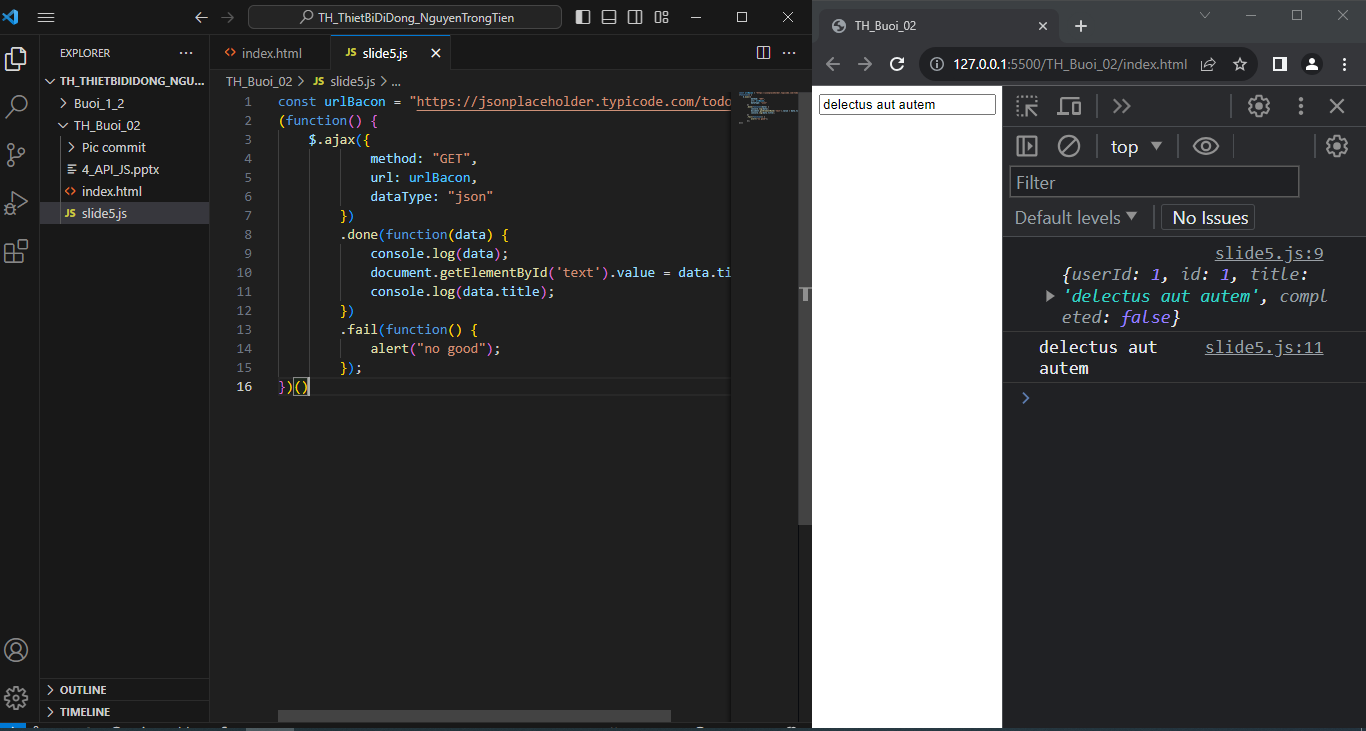 TH_ThietBiDiDong_NguyenTrongTien
EXPLORER
TH_THIETBIDIDONG_NGU...
Buoi_1_2
TH_Buoi_02
Pic commit
4_API_JS.pptx
index.html
JS slide5.js
OUTLINE
TIMELINE
index.html
JS slide5.js
TH_Buoi_02 > JS slide5.js > ...
1 const urlBacon = "https://jsonplaceholder.typicode.com/todo
2 (function() {
3 $.ajax({
4 method: "GET",
5 url: urlBacon,
6 dataType: "json"
7 })
8 .done(function(data) {
9 console.log(data);
10 document.getElementById('text').value = data.ti
11 console.log(data.title);
12 })
13 .fail(function() {
14 alert("no good");
15 });
16 })()
TH_Buoi_02
127.0.0.1:5500/TH_Buoi_02/index.html
delectus aut autem
top
Filter
Default levels
No Issues
slide5.js:9
{userId: 1, id: 1, title:
'delectus aut autem', compl
eted: false}
delectus aut slide5.js:11
autem